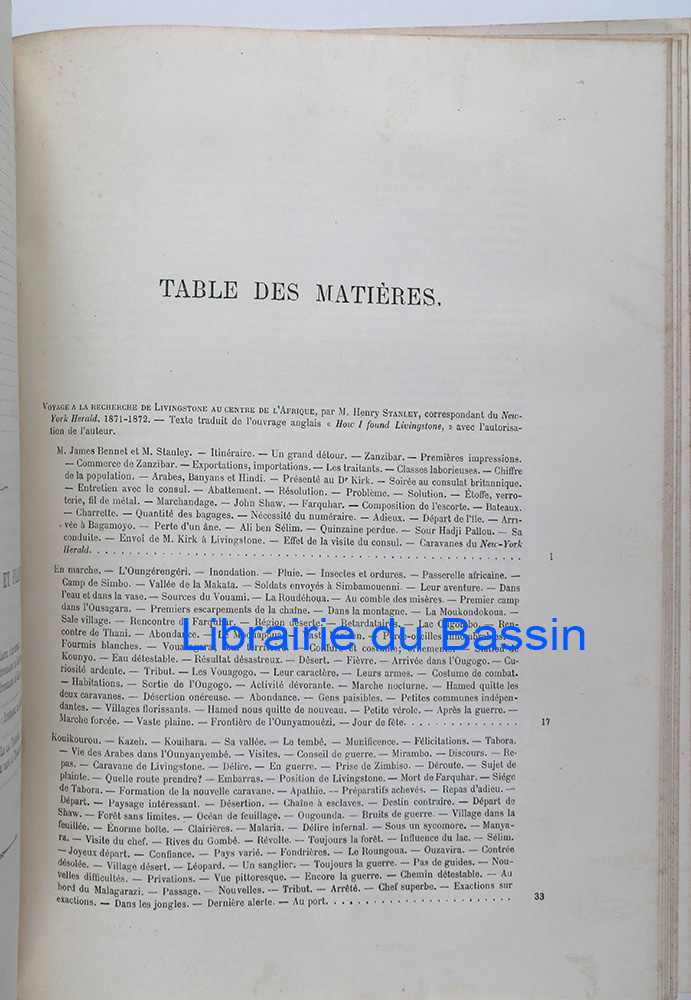 ET PL
TABLE DES MATIÈRES.
VOYAGE A LA RECHERCHE DE LIVINGSTONE AU CENTRE DE L'AFRIQUE, par M. Henry STANLEY, correspondant du New-
York Herald. 1871-1872. — Texte traduit de l'ouvrage anglais « How I found Livingstone, » avec l'autorisa-
tion de l'auteur.
M. James Bennet et M. Stanley. — Itinéraire. — Un grand détour. — Zanzibar. — Premières impressions.
— Commerce de Zanzibar. — Exportations, importations. — Les traitants. — Classes laborieuses. — Chiffre
de la population. — Arabes, Banyans et Hindi. — Présenté au Dr Kirk. — Soirée au consulat britannique.
— Entretien avec le consul. — Abattement. — Résolution. — Problème. — Solution. — Étoffe, verro-
terie, fil de métal. — Marchandage. — John Shaw. — Farquhar. — Composition de l'escorte. — Bateaux.
— Charrette. — Quantité des bagages. — Nécessité du numéraire. — Adieux. — Départ de l'île. — Arri-
vée à Bagamoyo. — Perte d'un âne. — Ali ben Sélim. — Quinzaine perdue. — Sour Hadji Pallou. — Sa
conduite. — Envoi de M. Kirk à Livingstone. — Effet de la visite du consul. — Caravanes du New-York
Herald. 1
En marche. — L'Oungérengéri. — Inondation. — Pluie. — Insectes et ordures. — Passerelle africaine. —
Camp de Simbo. — Vallée de la Makata. — Soldats envoyés à Simbamouenni. — Leur aventure. — Dans
l'eau et dans la vase. — Sources du Vouami. — La Roudéhoua. — Au comble des misères. — Premier camp
dans l'Ousagara. — Premiers escarpements de la chaîne. — Dans la montagne. — La Moukondokoua. —
Sale village. — Rencontre de Farquhar. — Région déserte. — Retardataires. — Lac Ougombo. — Ren-
contre de Thani. — Abondance. — Le Mpouapoua. — Perce-oreilles innombrables. —
Librairie du Bassin
Fourmis blanches. — Coiffure et costume; ornements. — Station de
Kounyo. — Eau détestable. — Résultat désastreux. — Désert. — Fièvre. — Arrivée dans l'Ougogo. — Cu-
riosité ardente. — Tribut. — Les Vouagogo. — Leur caractère. — Leurs armes. — Costume de combat.
— Habitations. — Sortie de l'Ougogo. — Activité dévorante. — Marche nocturne. — Hamed quitte les
deux caravanes. — Désertion onéreuse. — Abondance. — Gens paisibles. — Petites communes indépen-
dantes. — Villages florissants. — Hamed nous quitte de nouveau. — Petite vérole. — Après la guerre. —
Marche forcée. — Vaste plaine. — Frontière de l'Ounyamouézi. — Jour de fête. 17
Kouikourou. — Kazeh. — Kouihara. — Sa vallée. — Le tembé. — Munificence. — Félicitations. — Tabora.
— Vie des Arabes dans l'Ounyanyembé. — Visites. — Conseil de guerre. — Mirambo. — Discours. — Re-
pas. — Caravane de Livingstone. — Délire. — En guerre. — Prise de Zimbiso. — Déroute. — Sujet de
plainte. — Quelle route prendre? — Embarras. — Position de Livingstone. — Mort de Farquhar. — Siége
de Tabora. — Formation de la nouvelle caravane. — Apathie. — Préparatifs achevés. — Repas d'adieu. —
Départ. — Paysage intéressant. — Désertion. — Chaîne à esclaves. — Destin contraire. — Départ de
Shaw. — Forêt sans limites. — Océan de feuillage. — Ougounda. — Bruits de guerre. — Village dans la
feuillée. — Énorme boîte. — Clairières. — Malaria. — Délire infernal. — Sous un sycomore. — Manya-
ra. — Visite du chef. — Rives du Gombé. — Révolte. — Toujours la forêt. — Influence du lac. — Sélim.
— Joyeux départ. — Confiance. — Pays varié. — Fondrières. — Le Roungoua. — Ouzavira. — Contrée
désolée. — Village désert. — Léopard. — Un sanglier. — Toujours la guerre. — Pas de guides. — Nou-
velles difficultés. — Privations. — Vue pittoresque. — Encore la guerre. — Chemin détestable. — Au
bord du Malagarazi. — Passage. — Nouvelles. — Tribut. — Arrêté. — Chef superbe. — Exactions sur
exactions. — Dans les jongles. — Dernière alerte. — Au port. 33